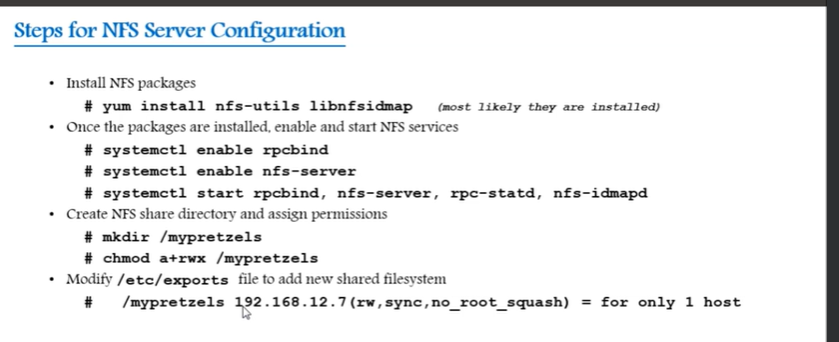 Steps for NFS Server Configuration
• Install NFS packages
# yum install nfs-utils libnfsidmap (most likely they are installed)
• Once the packages are installed, enable and start NFS services
# systemctl enable rpcbind
# systemctl enable nfs-server
# systemctl start rpcbind, nfs-server, rpc-statd, nfs-idmapd
• Create NFS share directory and assign permissions
# mkdir /mypretzels
# chmod a+rwx /mypretzels
• Modify /etc/exports file to add new shared filesystem
# /mypretzels 192.168.12.7(rw,sync,no_root_squash) = for only 1 host